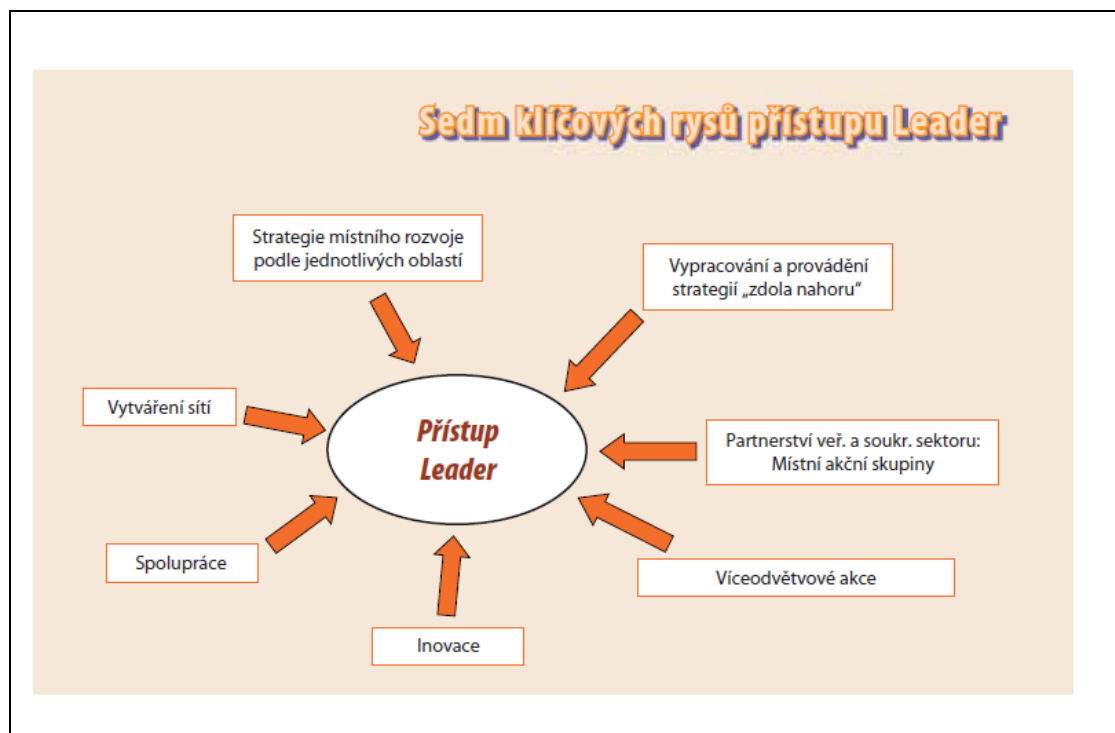 Sedm klíčových rysů přístupu Leader
Strategie místního rozvoje
podle jednotlivých oblastí
Vypracování a provádění
strategií „zdola nahoru“
Vytváření sítí
Přístup
Leader
Partnerství veř. a soukr. sektoru:
Místní akční skupiny
Spolupráce
Víceodvětvové akce
Inovace